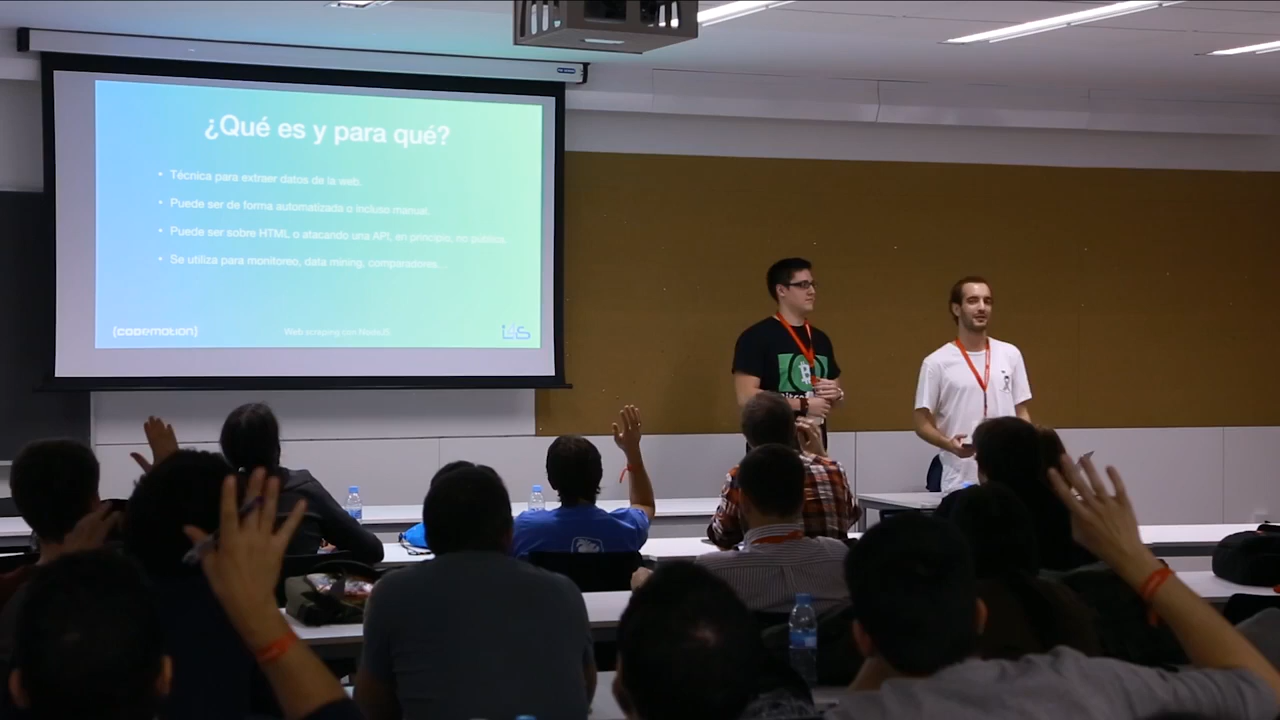 ¿Qué es y para qué?
• Técnica para extraer datos de la web.
• Puede ser de forma automatizada o incluso manual.
• Puede ser sobre HTML o atacando una API, en principio, no pública.
• Se utiliza para monitoreo, data mining, comparadores...
{codemotion}
Web scraping con NodeJS